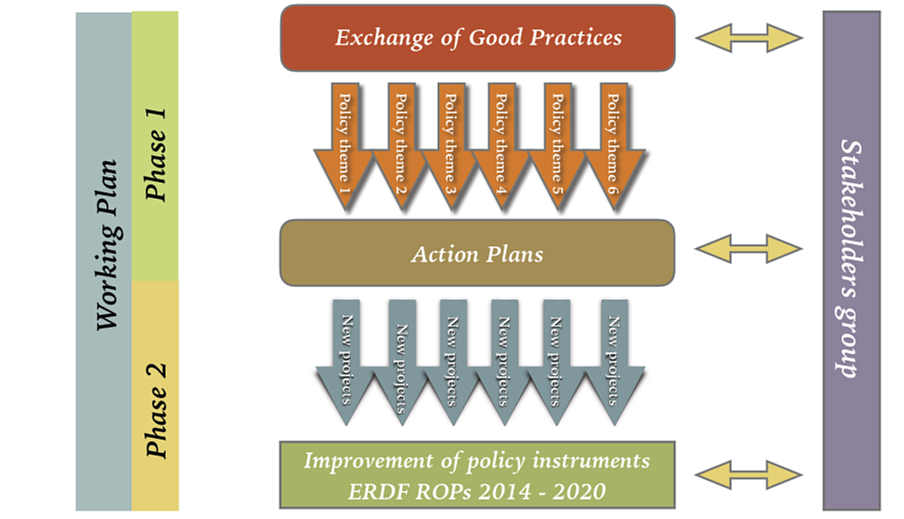 Working Plan
Phase 1
Phase 2
Exchange of Good Practices
Policy theme 1
Policy theme 2
Policy theme 3
Policy theme 4
Policy theme 5
Policy theme 6
Action Plans
New projects
New projects
New projects
New projects
New projects
New projects
Improvement of policy instruments
ERDF ROPs 2014 - 2020
Stakeholders group